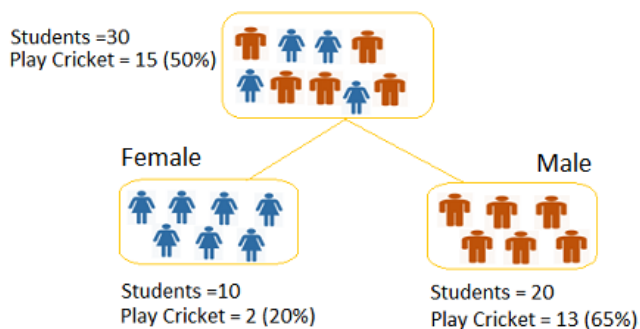 Students =30
Play Cricket = 15 (50%)
Female
Male
Students =10
Play Cricket = 2 (20%)
Students = 20
Play Cricket = 13 (65%)